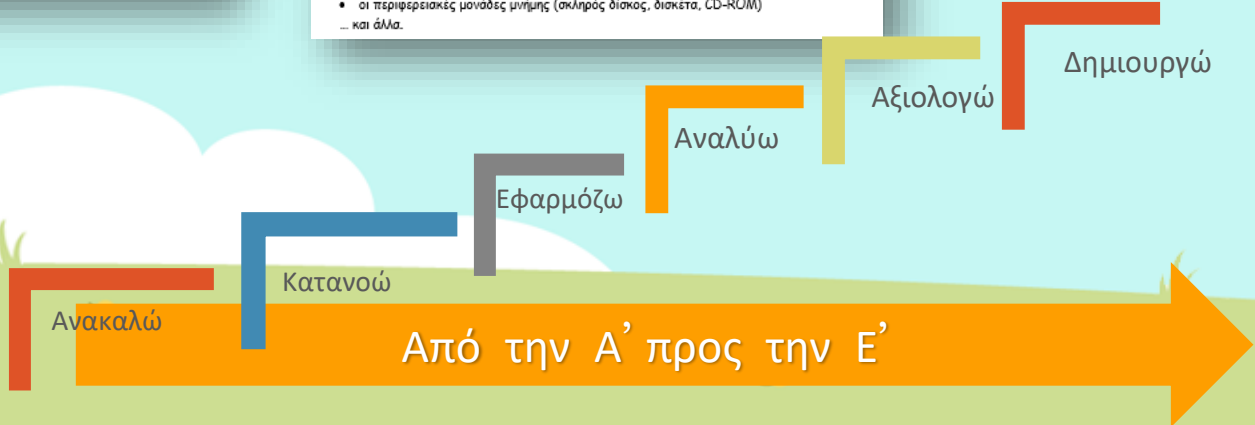 • οι περιφερειακές μονάδες μνήμης (σκληρός δίσκος, δισκέτα, CD-ROM)
... και άλλα.
Δημιουργώ
Αξιολογώ
Αναλύω
Εφαρμόζω
Κατανοώ
Ανακαλώ
Από την Α' προς την Ε'